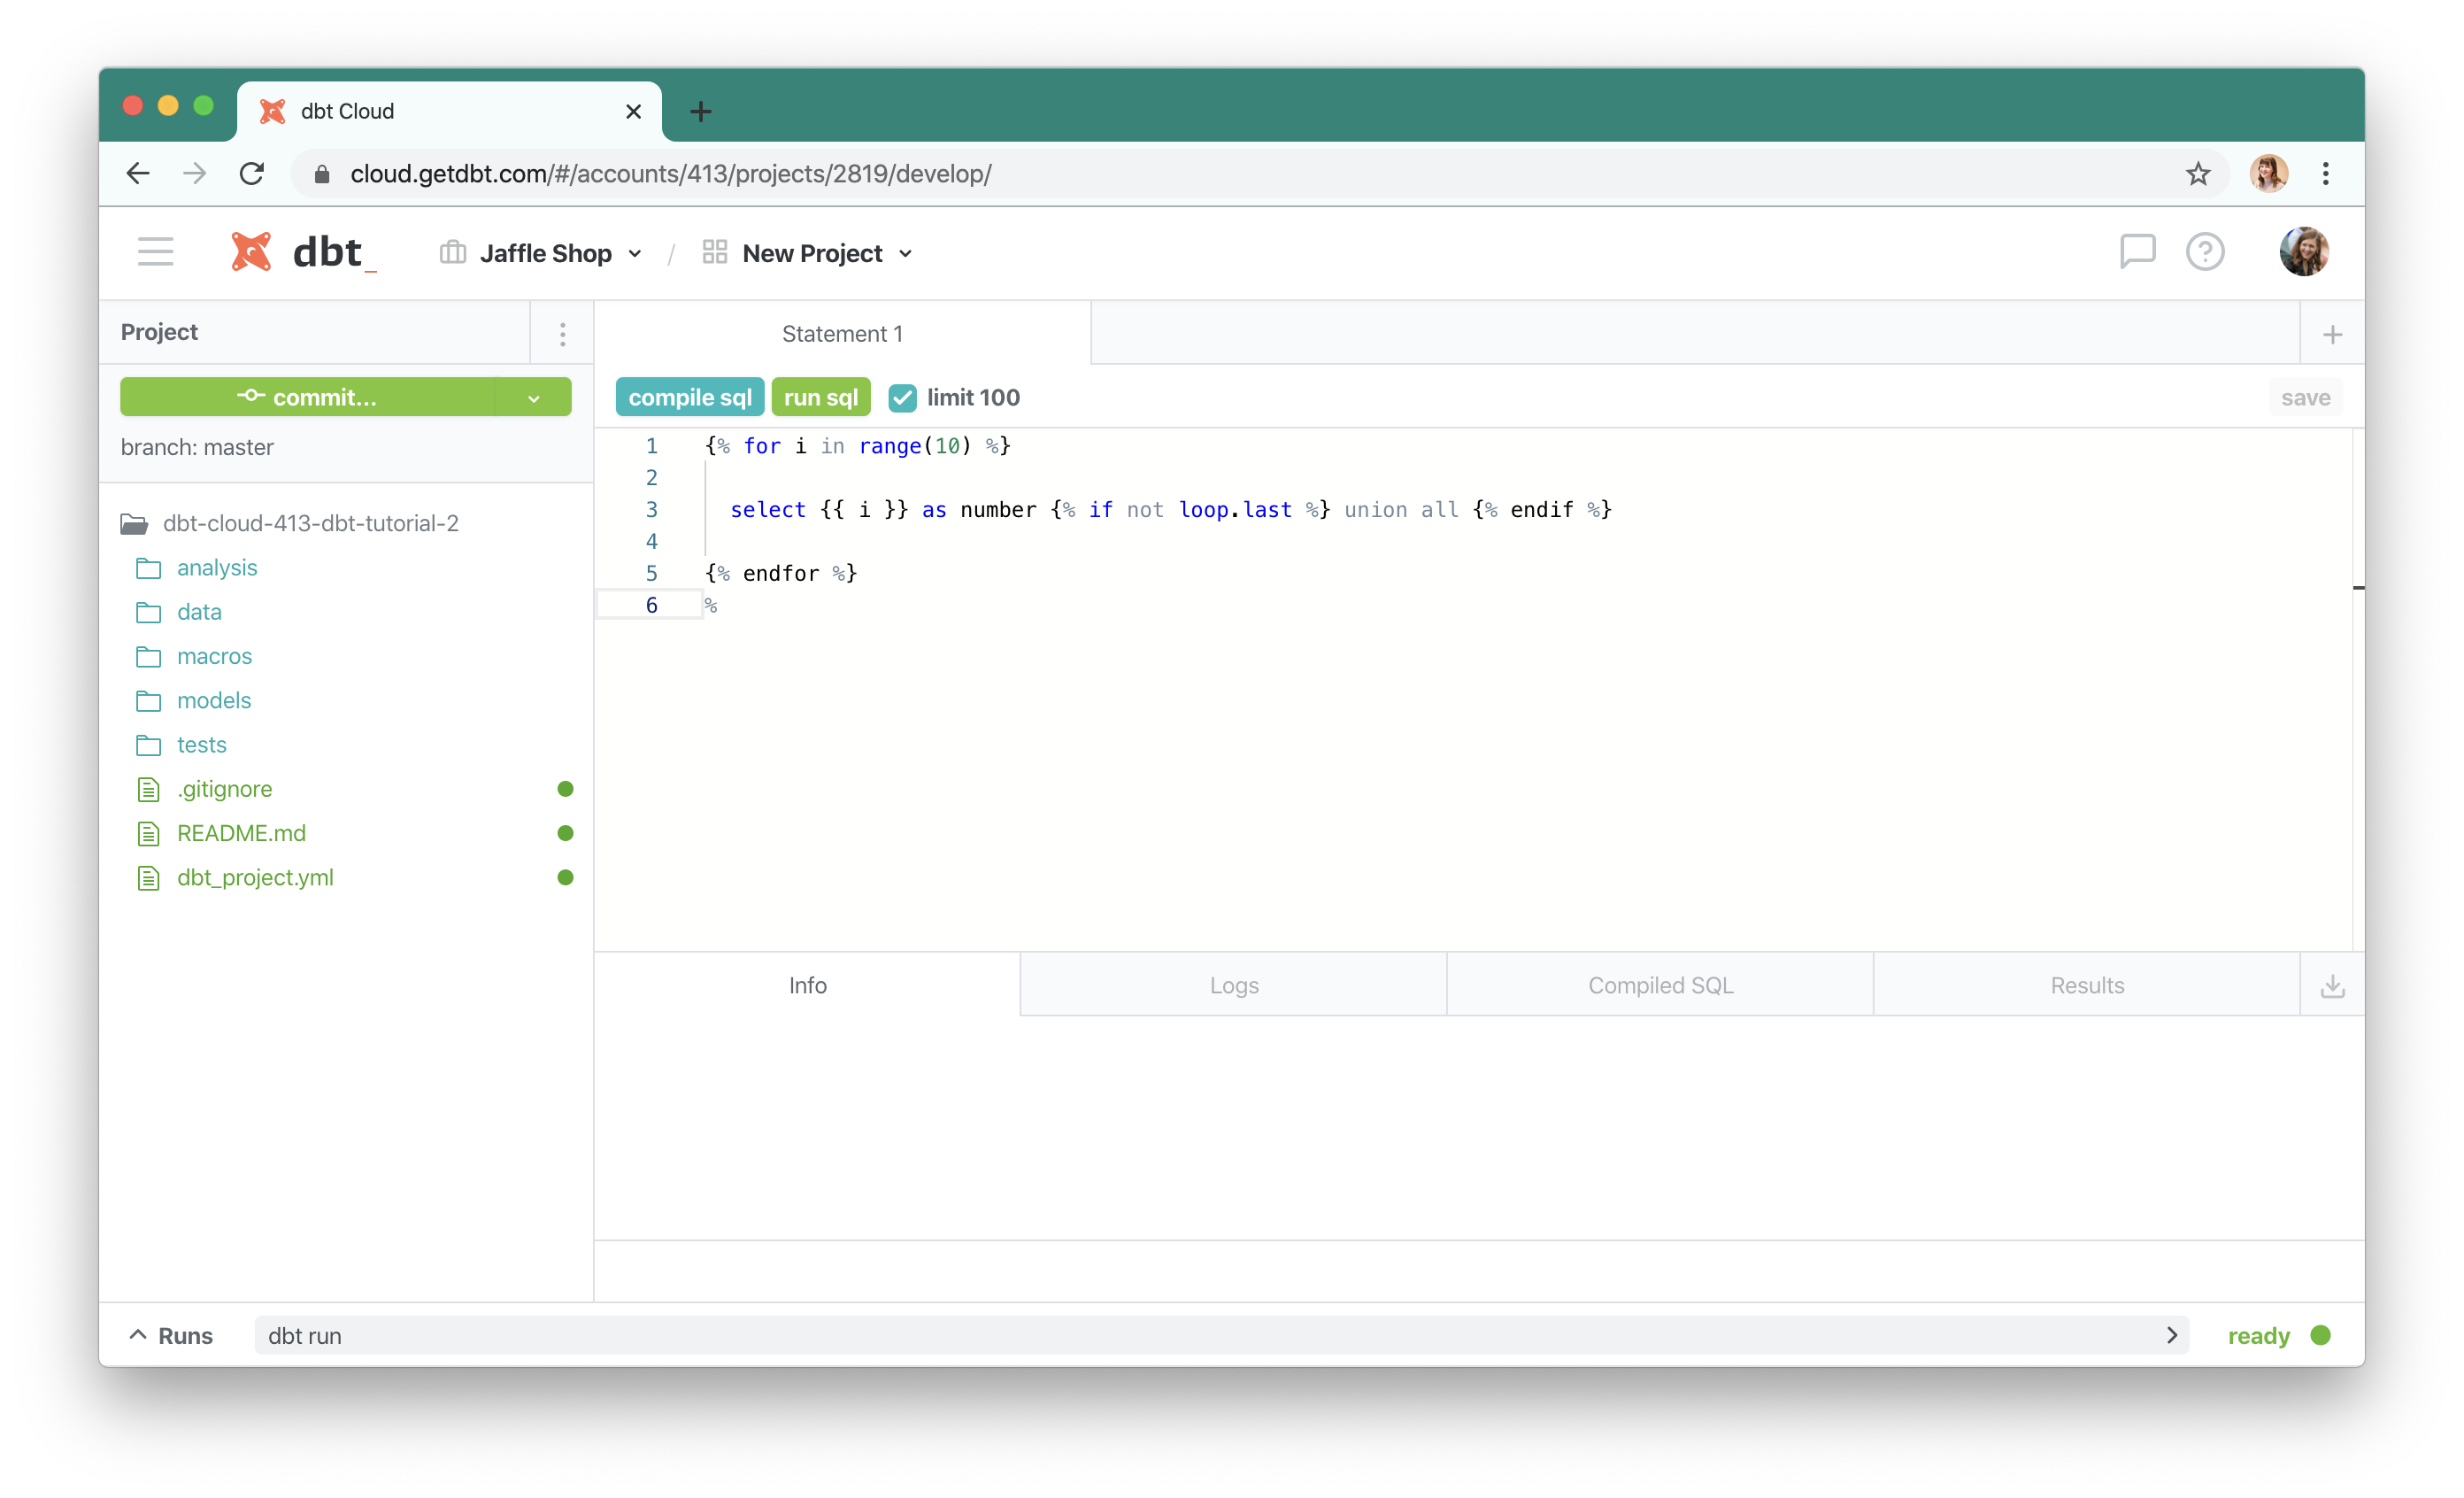 dbt Cloud
cloud.getdbt.com/#/accounts/413/projects/2819/develop/
dbt_ Jaffle Shop / New Project
Project
Statement 1
commit...
compile sql run sql limit 100 save
branch: master
1 {% for i in range(10) %}
2
3 select {{ i }} as number {% if not loop.last %} union all {% endif %}
4
5 {% endfor %}
6 %
dbt-cloud-413-dbt-tutorial-2
analysis
data
macros
models
tests
.gitignore
README.md
dbt_project.yml
Info Logs Compiled SQL Results
Runs dbt run ready